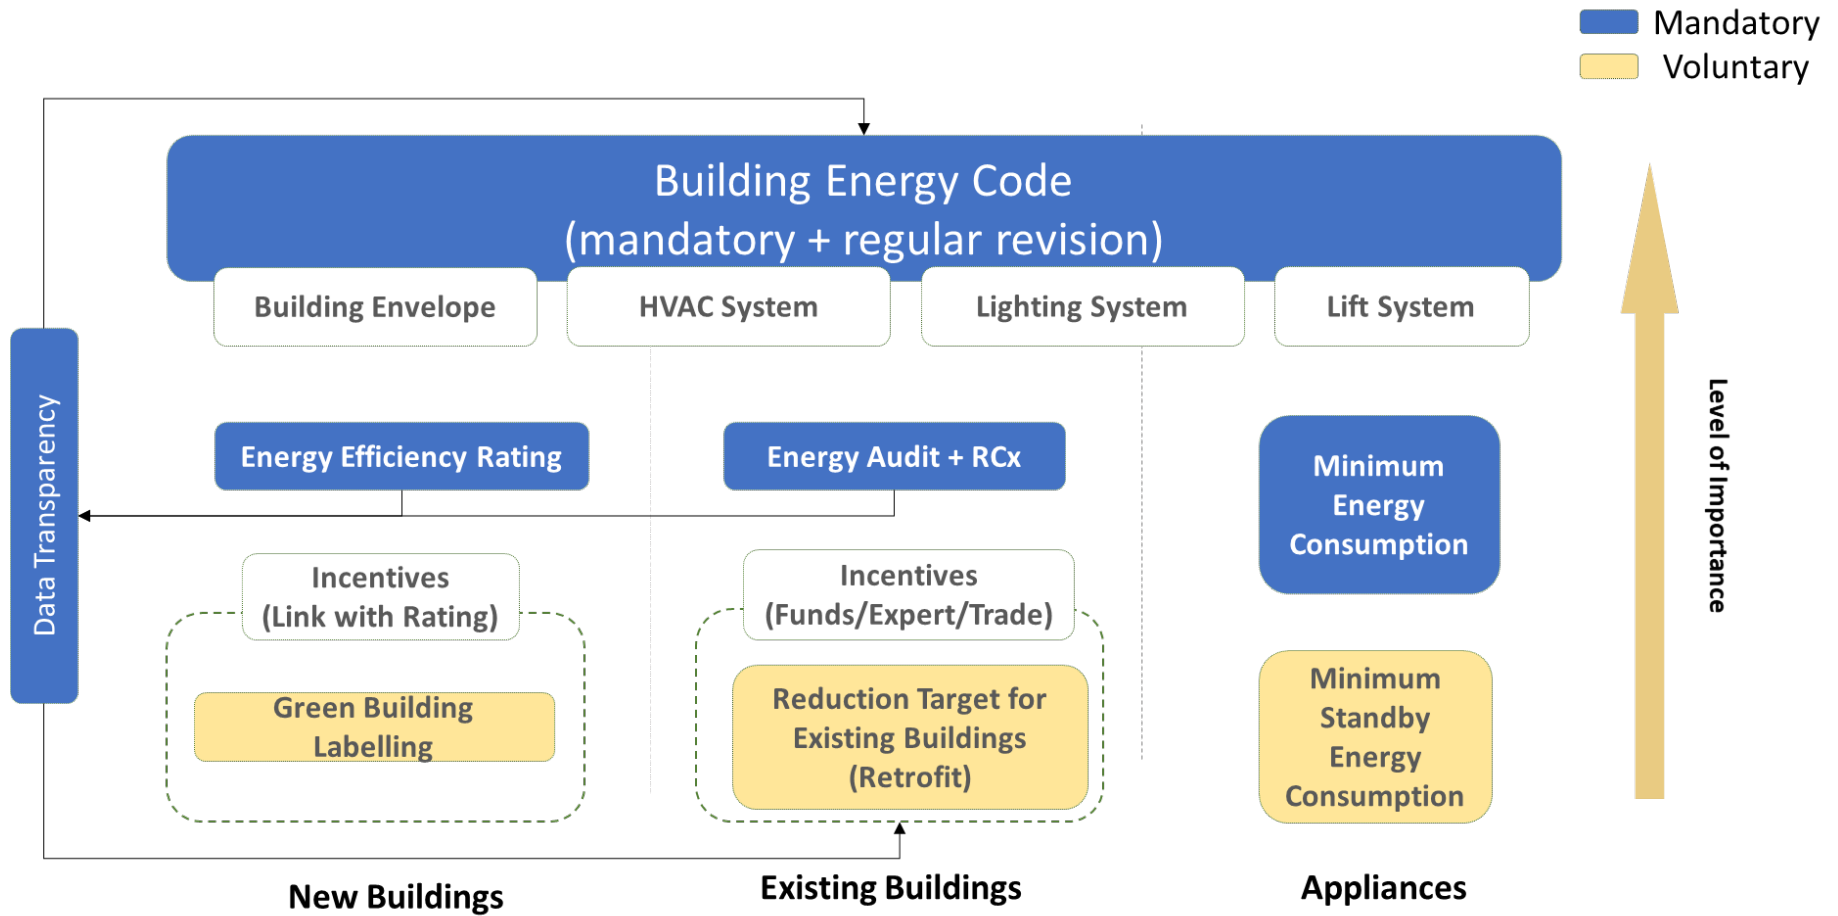 Mandatory
Voluntary
Building Energy Code
(mandatory + regular revision)
Building Envelope
HVAC System
Lighting System
Lift System
Data Transparency
Energy Efficiency Rating
Energy Audit + RCx
Minimum
Energy
Consumption
Level of Importance
Incentives
(Link with Rating)
Incentives
(Funds/Expert/Trade)
Green Building
Labelling
Reduction Target for
Existing Buildings
(Retrofit)
Minimum
Standby
Energy
Consumption
New Buildings
Existing Buildings
Appliances